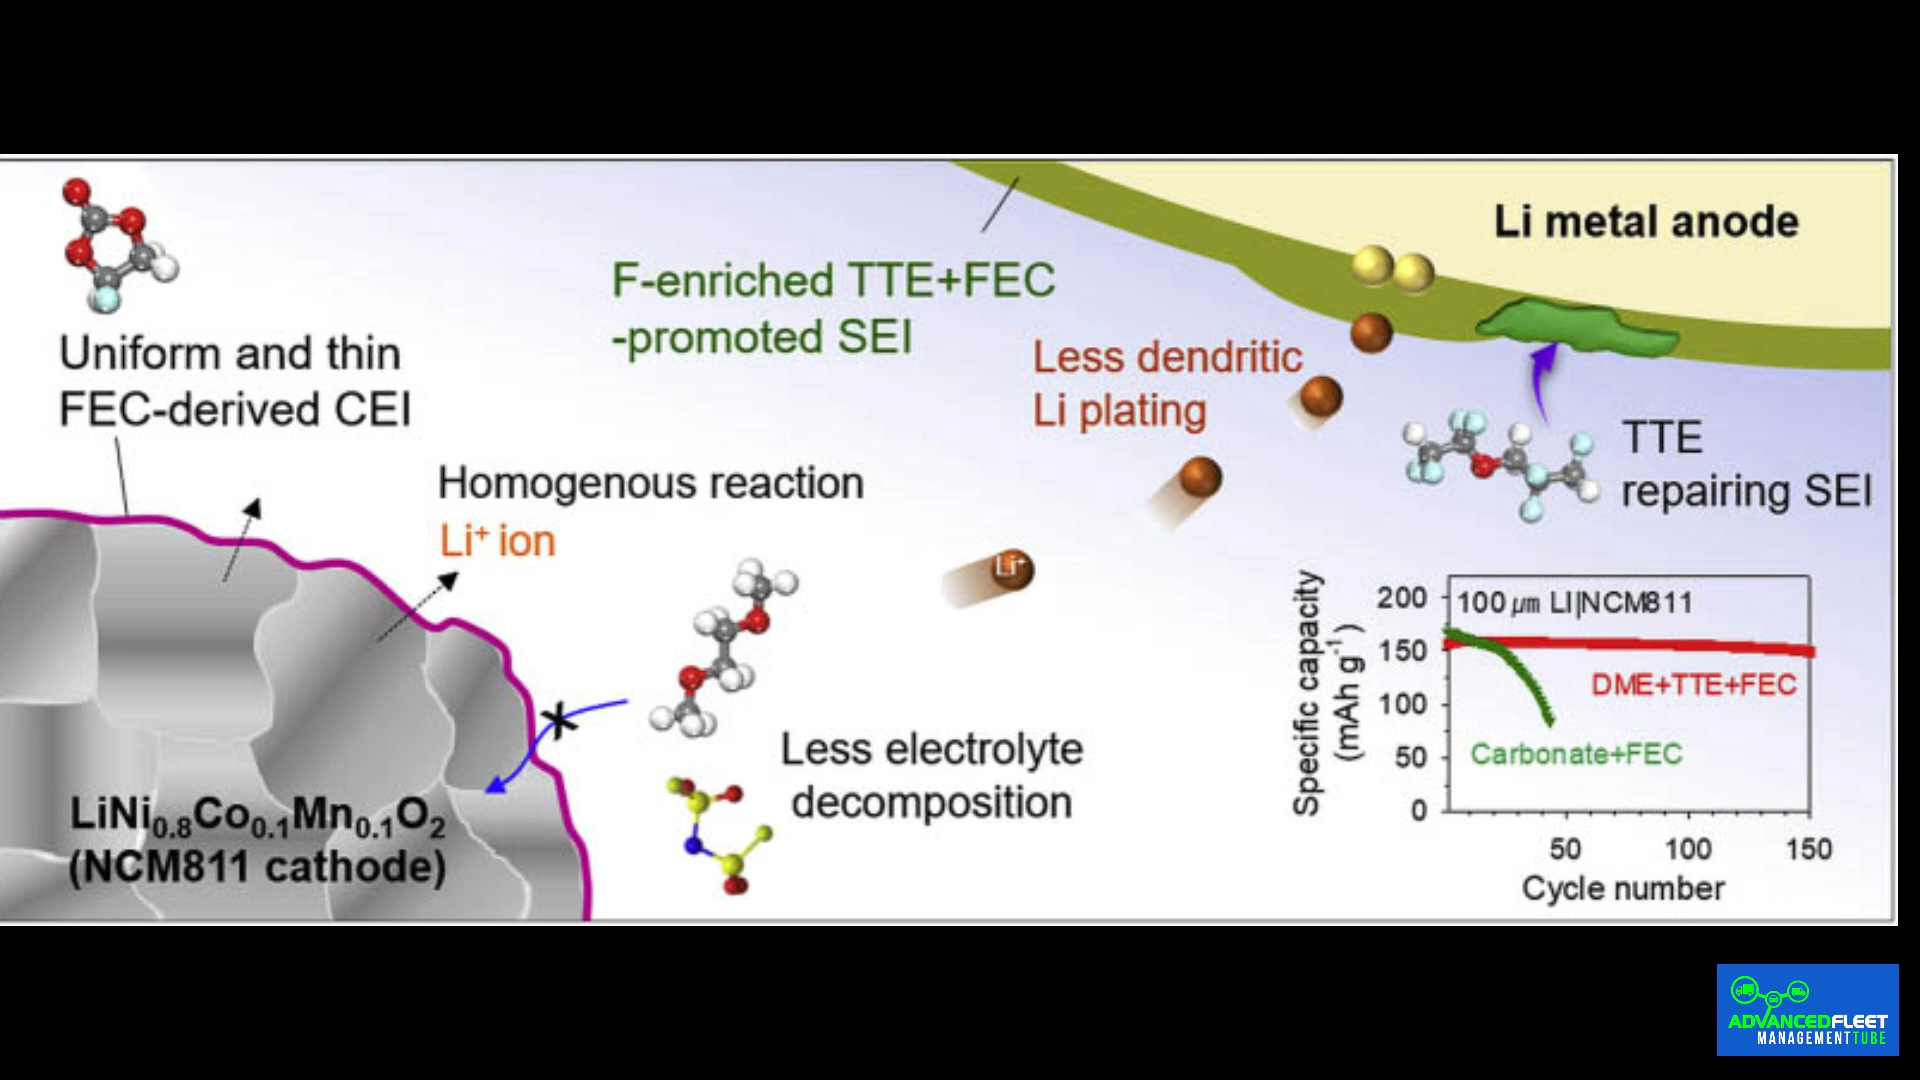 Li metal anode
F-enriched TTE+FEC
-promoted SEI
Uniform and thin
FEC-derived CEI
Less dendritic
Li plating
TTE
repairing SEI
Homogenous reaction
Li⁺ ion
Li⁺
Less electrolyte
decomposition
LiNi₀.₈Co₀.₁Mn₀.₁O₂
(NCM811 cathode)
Specific capacity
(mAh g⁻¹)
200
150
100
50
0
100 μm LI|NCM811
DME+TTE+FEC
Carbonate+FEC
50 100 150
Cycle number
ADVANCEDFLEET
MANAGEMENTTUBE